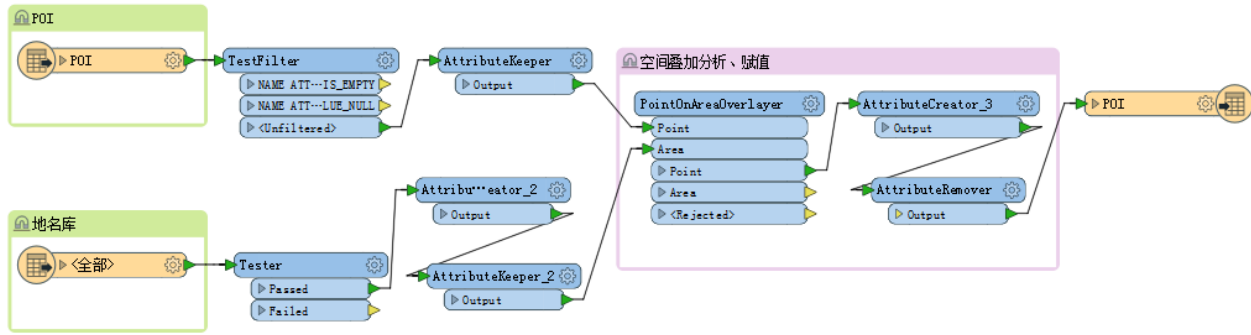 POI
POI
TestFilter
NAME ATT⋯IS_EMPTY
NAME ATT⋯LUE_NULL
<Unfiltered>
AttributeKeeper
Output
空间叠加分析、赋值
PointOnAreaOverlayer
Point
Area
Point
Area
<Rejected>
AttributeCreator_3
Output
AttributeRemover
Output
POI
地名库
<全部>
Tester
Passed
Failed
Attribu⋯eator_2
Output
AttributeKeeper_2
Output